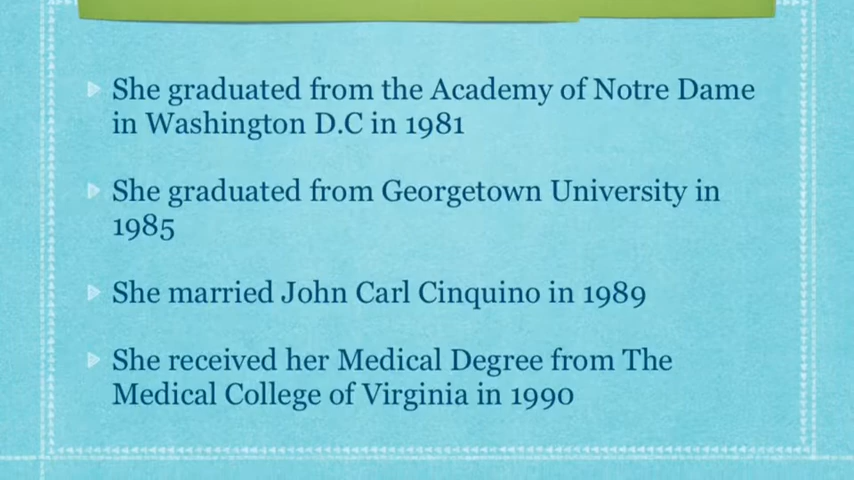 She graduated from the Academy of Notre Dame
in Washington D.C in 1981
She graduated from Georgetown University in
1985
She married John Carl Cinquino in 1989
She received her Medical Degree from The
Medical College of Virginia in 1990